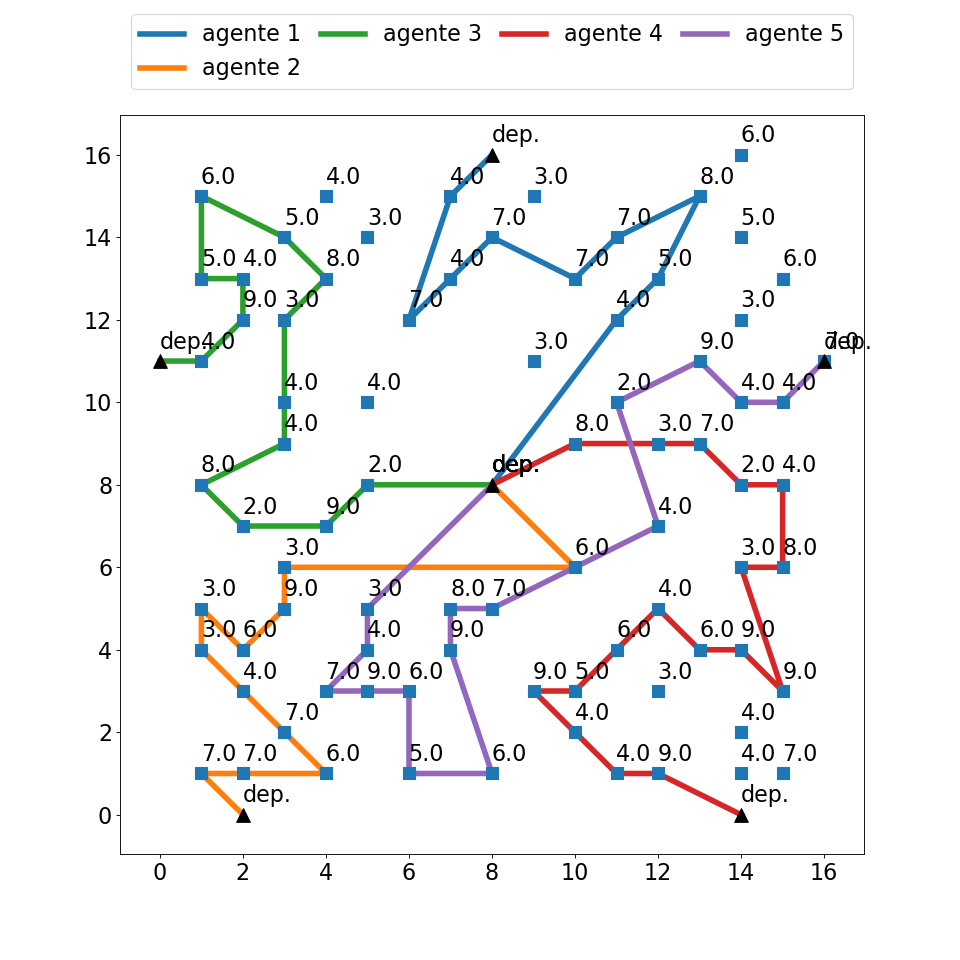 agente 1 agente 3 agente 4 agente 5
agente 2
dep. 6.0
16
6.0 4.0 4.0 3.0 8.0
5.0 3.0 7.0 7.0 5.0
14
5.0 4.0 8.0 4.0 7.0 5.0 6.0
9.0 3.0 7.0 4.0 3.0
12
dep. 4.0 3.0 9.0 7.0 dep.
4.0 4.0 2.0 4.0 4.0
10
4.0 8.0 3.0 7.0
8.0 2.0 dep. 2.0 4.0
8
2.0 9.0 4.0
3.0 6.0 3.0 8.0
6
3.0 9.0 3.0 8.0 7.0 4.0
3.0 6.0 4.0 9.0 6.0 6.0 9.0
4
4.0 7.0 9.0 6.0 9.0 5.0 3.0 9.0
7.0 4.0 4.0
2
7.0 7.0 6.0 5.0 6.0 4.0 9.0 4.0 7.0
dep. dep.
0
0 2 4 6 8 10 12 14 16